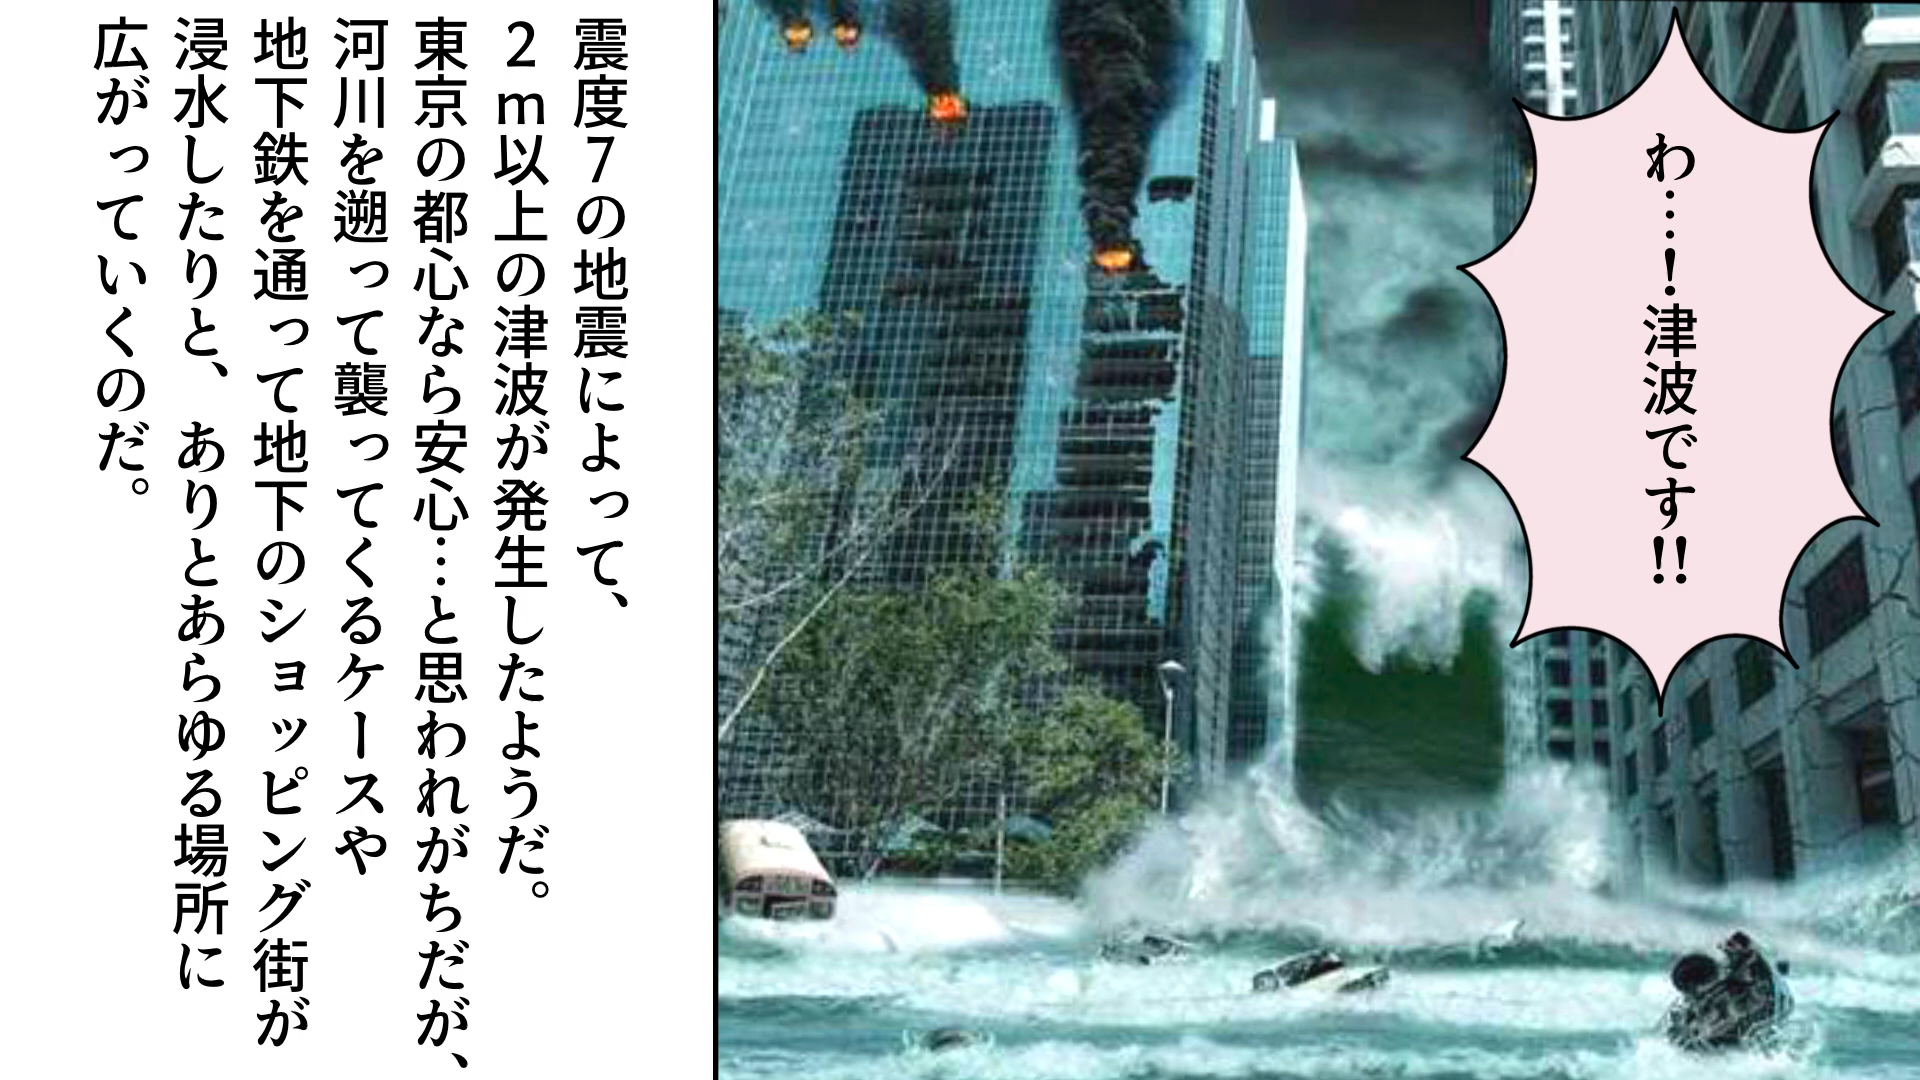 わ…！津波です!!
震度7の地震によって、
2m以上の津波が発生したようだ。
東京の都心なら安心…と思われがちだが、
河川を遡って襲ってくるケースや
地下鉄を通って地下のショッピング街が
浸水したりと、ありとあらゆる場所に
広がっていくのだ。